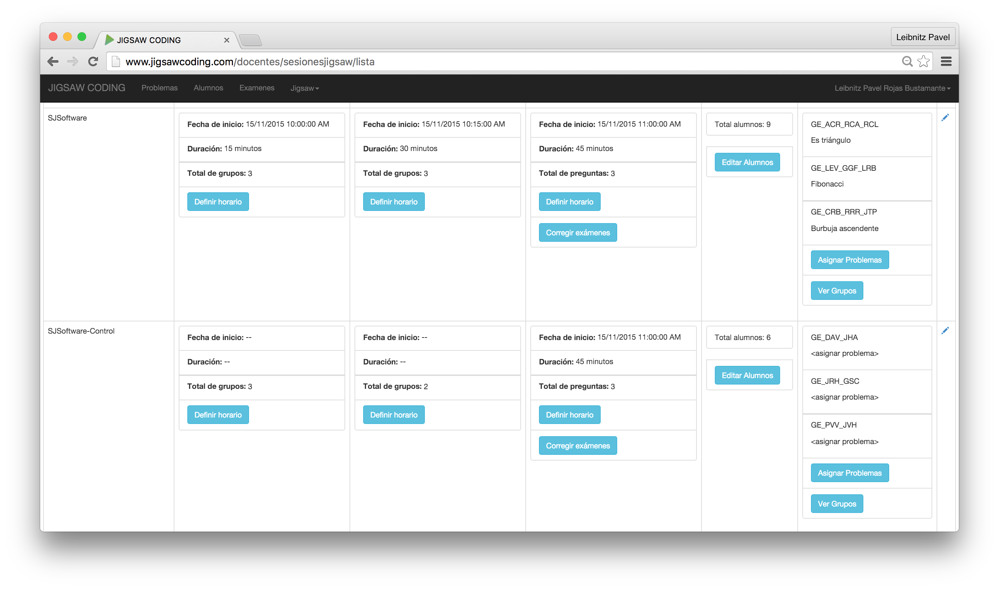 JIGSAW CODING
Leibnitz Pavel
www.jigsawcoding.com/docentes/sesionesjigsaw/lista
JIGSAW CODING Problemas Alumnos Examenes Jigsaw Leibnitz Pavel Rojas Bustamante
SJSoftware
Fecha de inicio: 15/11/2015 10:00:00 AM
Duración: 15 minutos
Total de grupos: 3
Definir horario
Fecha de inicio: 15/11/2015 10:15:00 AM
Duración: 30 minutos
Total de grupos: 3
Definir horario
Fecha de inicio: 15/11/2015 11:00:00 AM
Duración: 45 minutos
Total de preguntas: 3
Definir horario
Corregir exámenes
Total alumnos: 9
Editar Alumnos
GE_ACR_RCA_RCL
Es triángulo
GE_LEV_GGF_LRB
Fibonacci
GE_CRB_RRR_JTP
Burbuja ascendente
Asignar Problemas
Ver Grupos
SJSoftware-Control
Fecha de inicio: --
Duración: --
Total de grupos: 3
Definir horario
Fecha de inicio: --
Duración: --
Total de grupos: 2
Definir horario
Fecha de inicio: 15/11/2015 11:00:00 AM
Duración: 45 minutos
Total de preguntas: 3
Definir horario
Corregir exámenes
Total alumnos: 6
Editar Alumnos
GE_DAV_JHA
<asignar problema>
GE_JRH_GSC
<asignar problema>
GE_PVV_JVH
<asignar problema>
Asignar Problemas
Ver Grupos